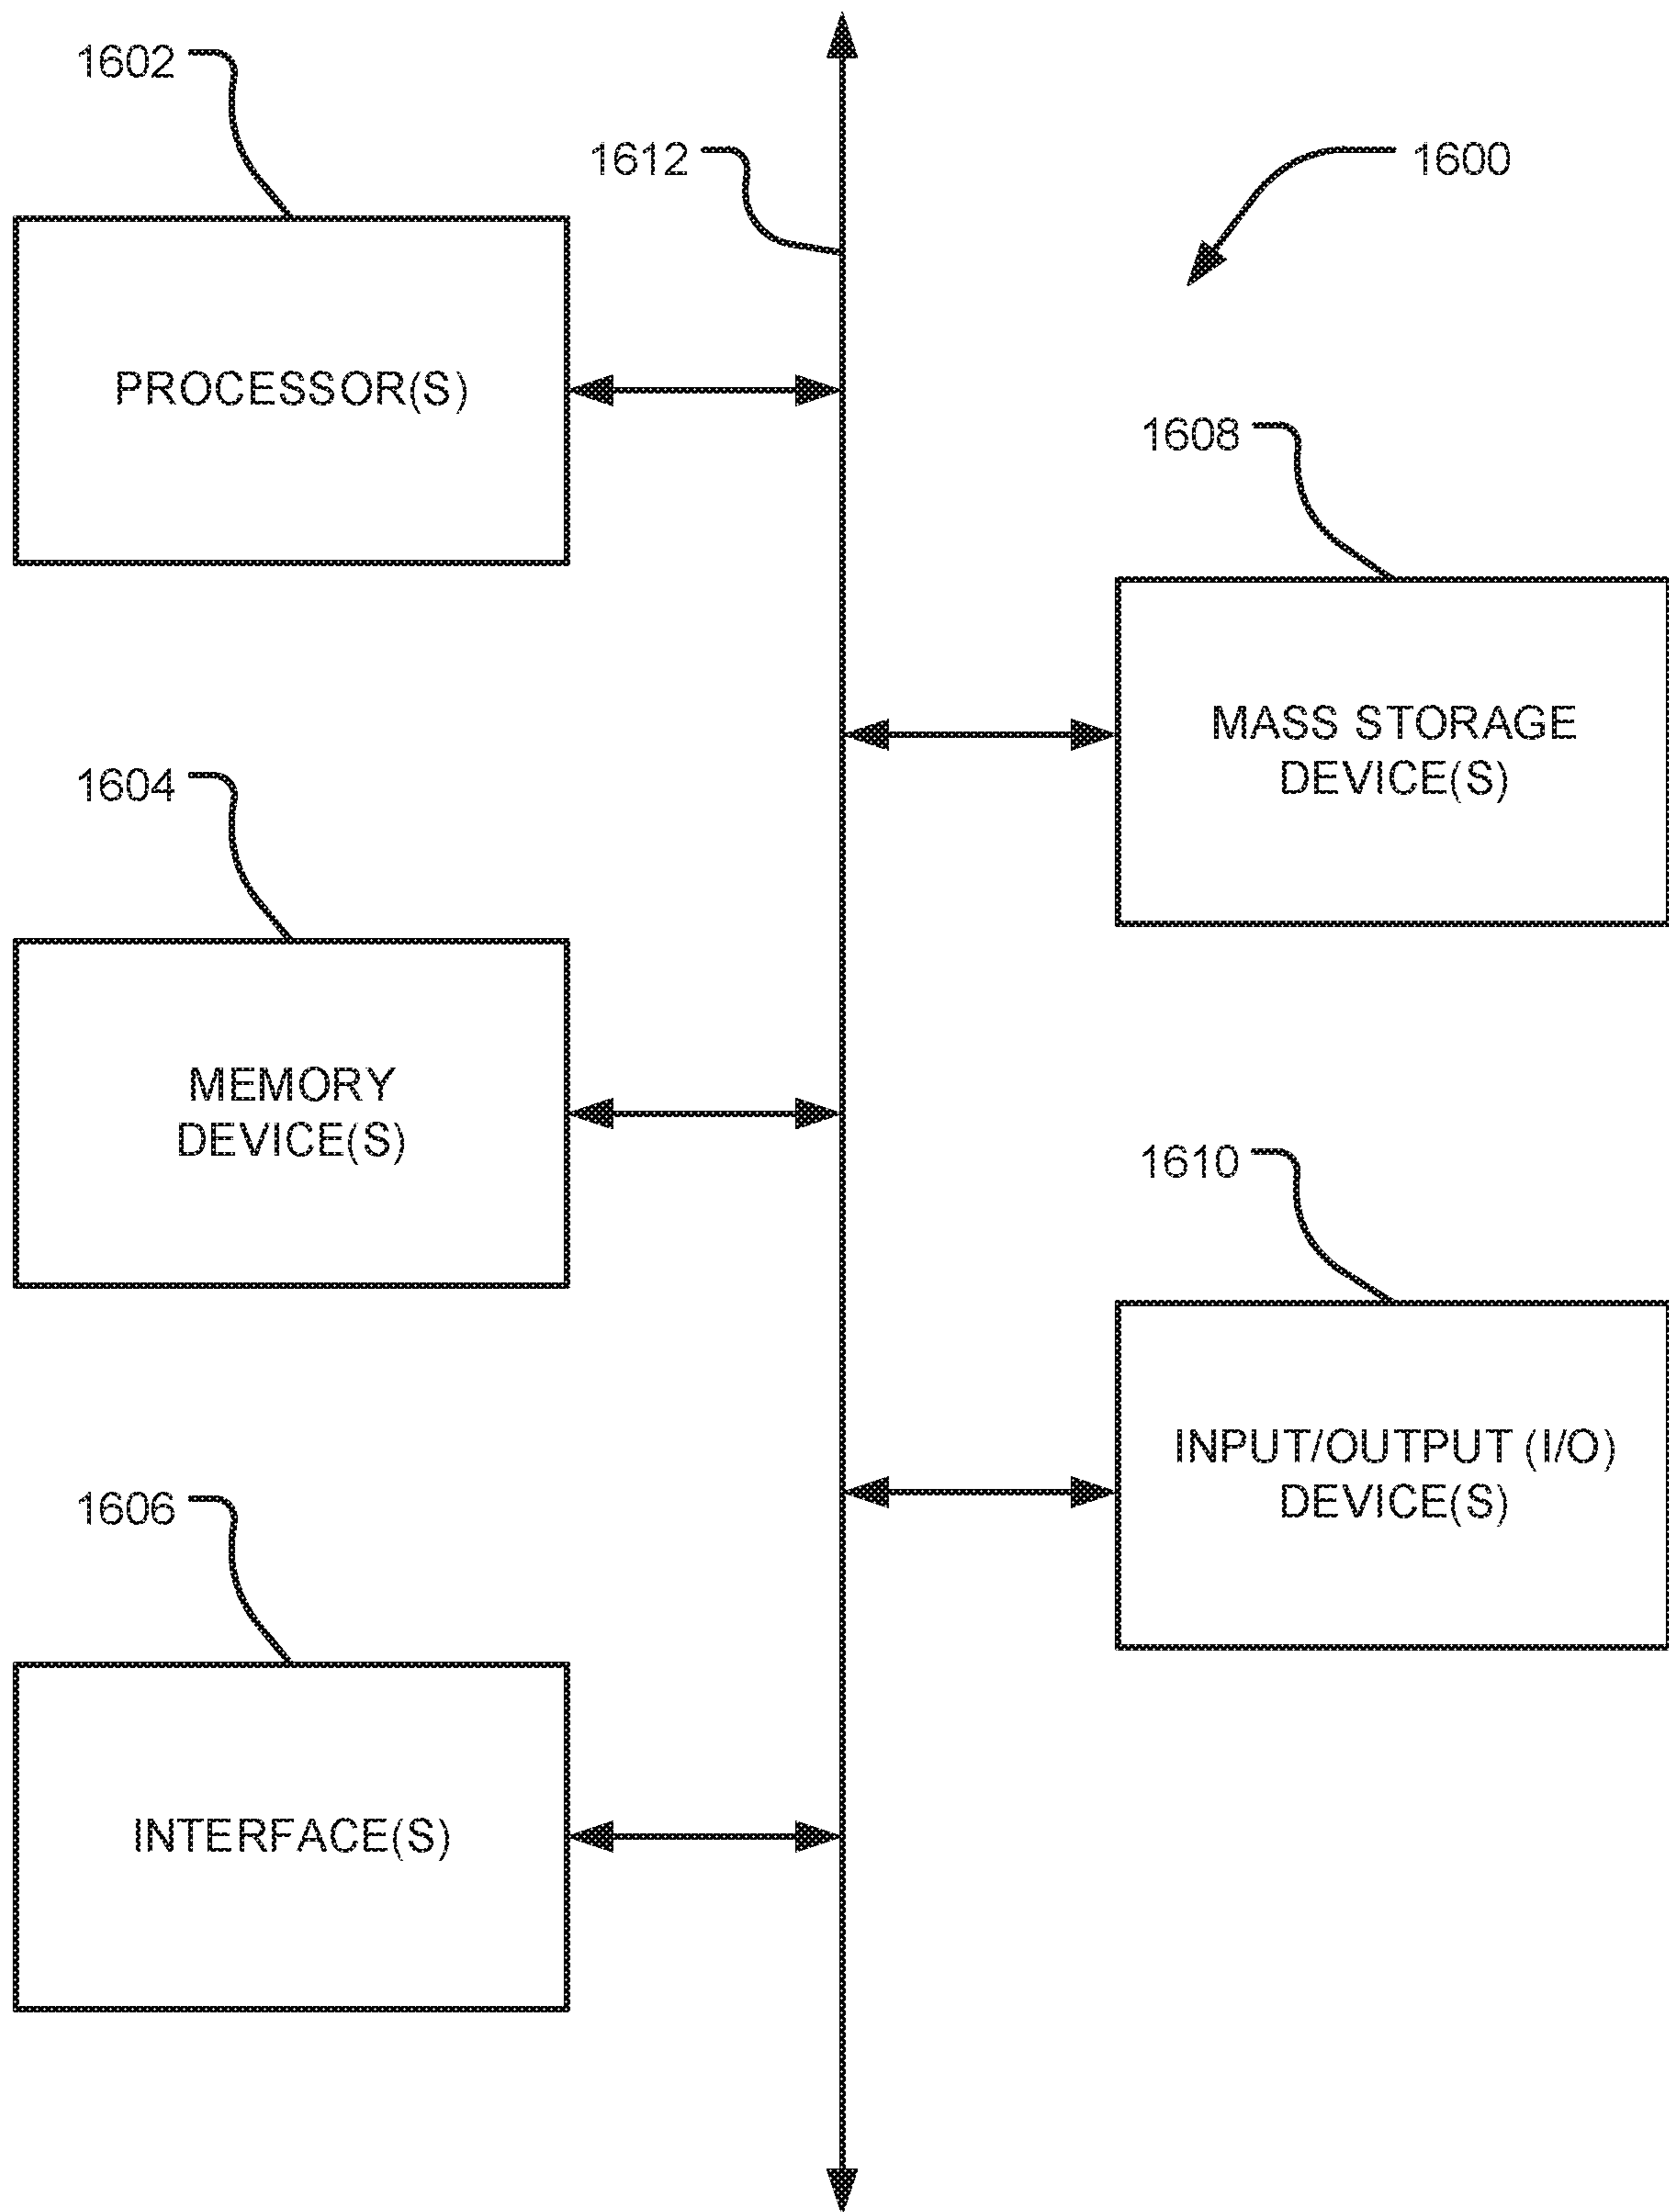 1602
1612
1600
PROCESSOR(S)
1608
MASS STORAGE
DEVICE(S)
1604
MEMORY
DEVICE(S)
1610
INPUT/OUTPUT (I/O)
DEVICE(S)
1606
INTERFACE(S)